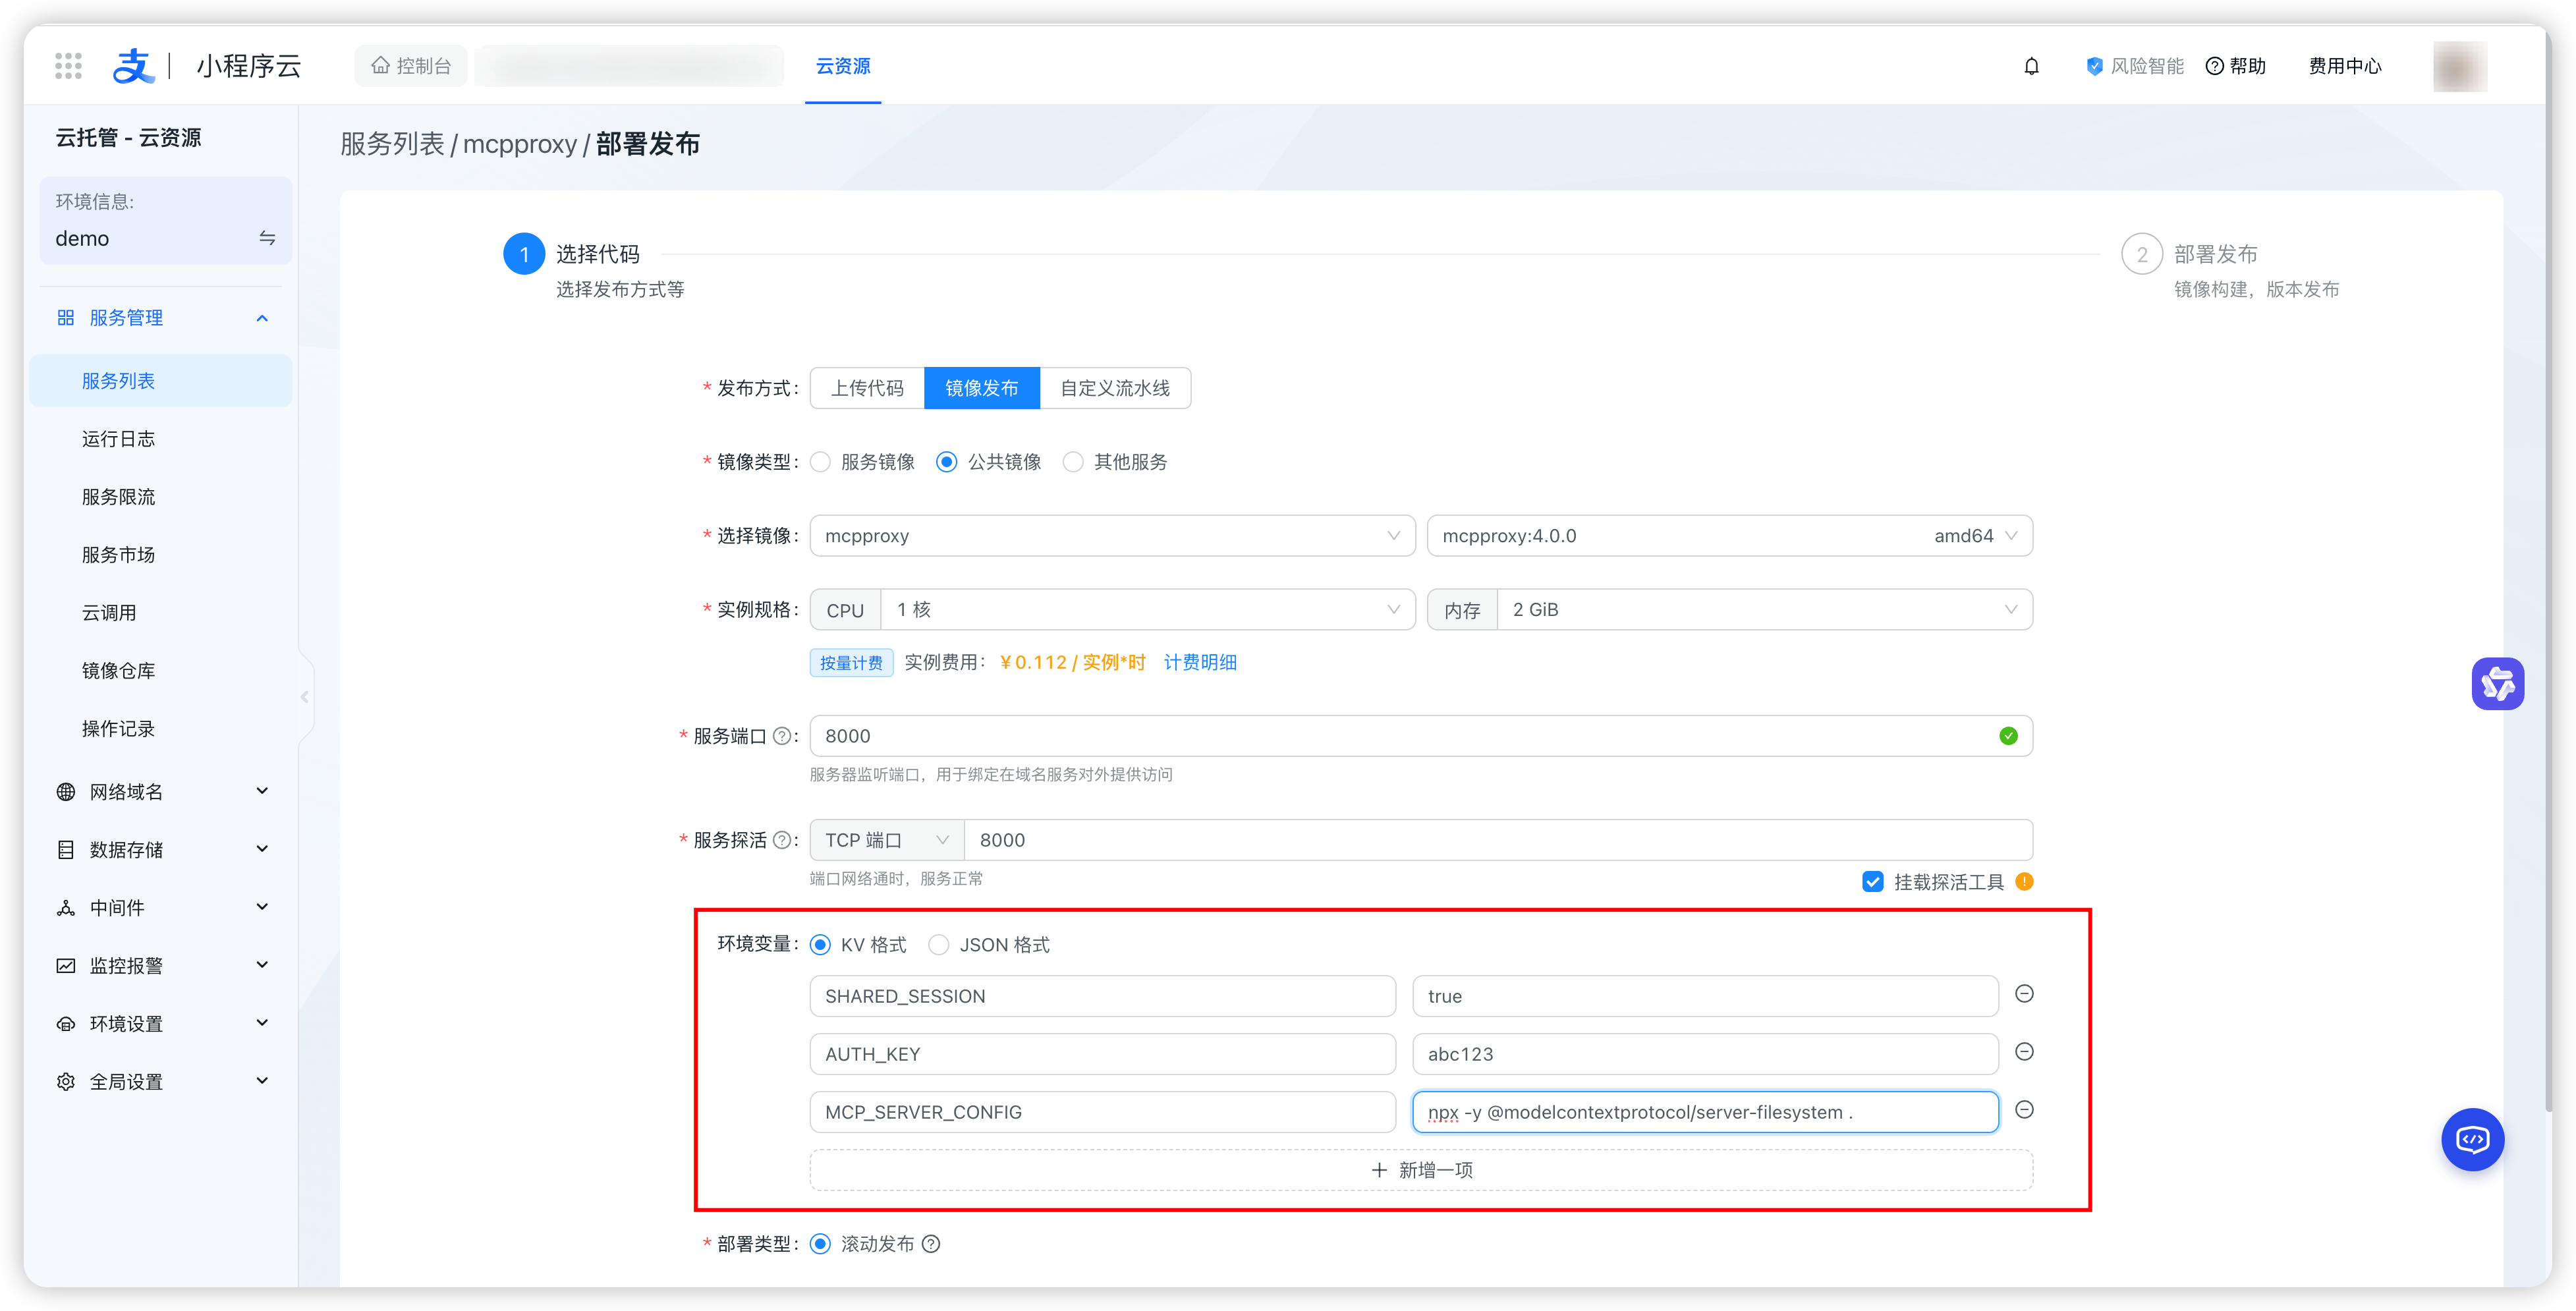 支 小程序云 控制台 云资源 风险智能 帮助 费用中心
云托管 - 云资源
环境信息:
demo
服务管理
服务列表
运行日志
服务限流
服务市场
云调用
镜像仓库
操作记录
网络域名
数据存储
中间件
监控报警
环境设置
全局设置
服务列表 / mcpproxy / 部署发布
1 选择代码
选择发布方式等
2 部署发布
镜像构建，版本发布
* 发布方式: 上传代码 镜像发布 自定义流水线
* 镜像类型: 服务镜像 公共镜像 其他服务
* 选择镜像: mcpproxy mcpproxy:4.0.0 amd64
* 实例规格: CPU 1 核 内存 2 GiB
按量计费 实例费用: ¥0.112 / 实例*时 计费明细
* 服务端口 ? : 8000
服务器监听端口，用于绑定在域名服务对外提供访问
* 服务探活 ? : TCP 端口 8000
端口网络通时，服务正常
挂载探活工具
环境变量: KV 格式 JSON 格式
SHARED_SESSION true
AUTH_KEY abc123
MCP_SERVER_CONFIG npx -y @modelcontextprotocol/server-filesystem .
+ 新增一项
* 部署类型: 滚动发布 ?